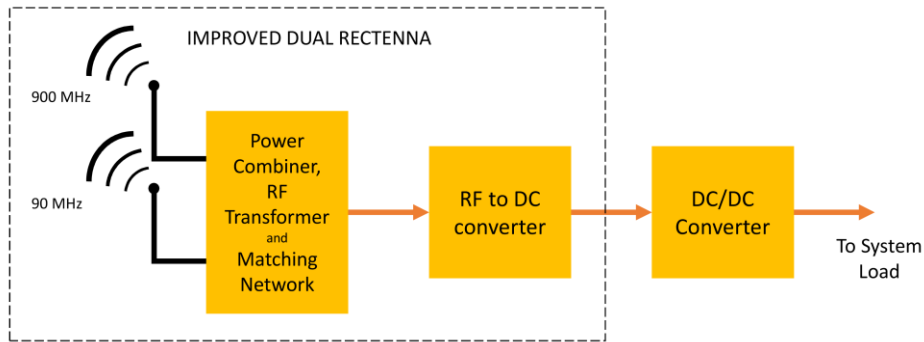 IMPROVED DUAL RECTENNA
900 MHz
90 MHz
Power
Combiner,
RF
Transformer
and
Matching
Network
RF to DC
converter
DC/DC
Converter
To System
Load